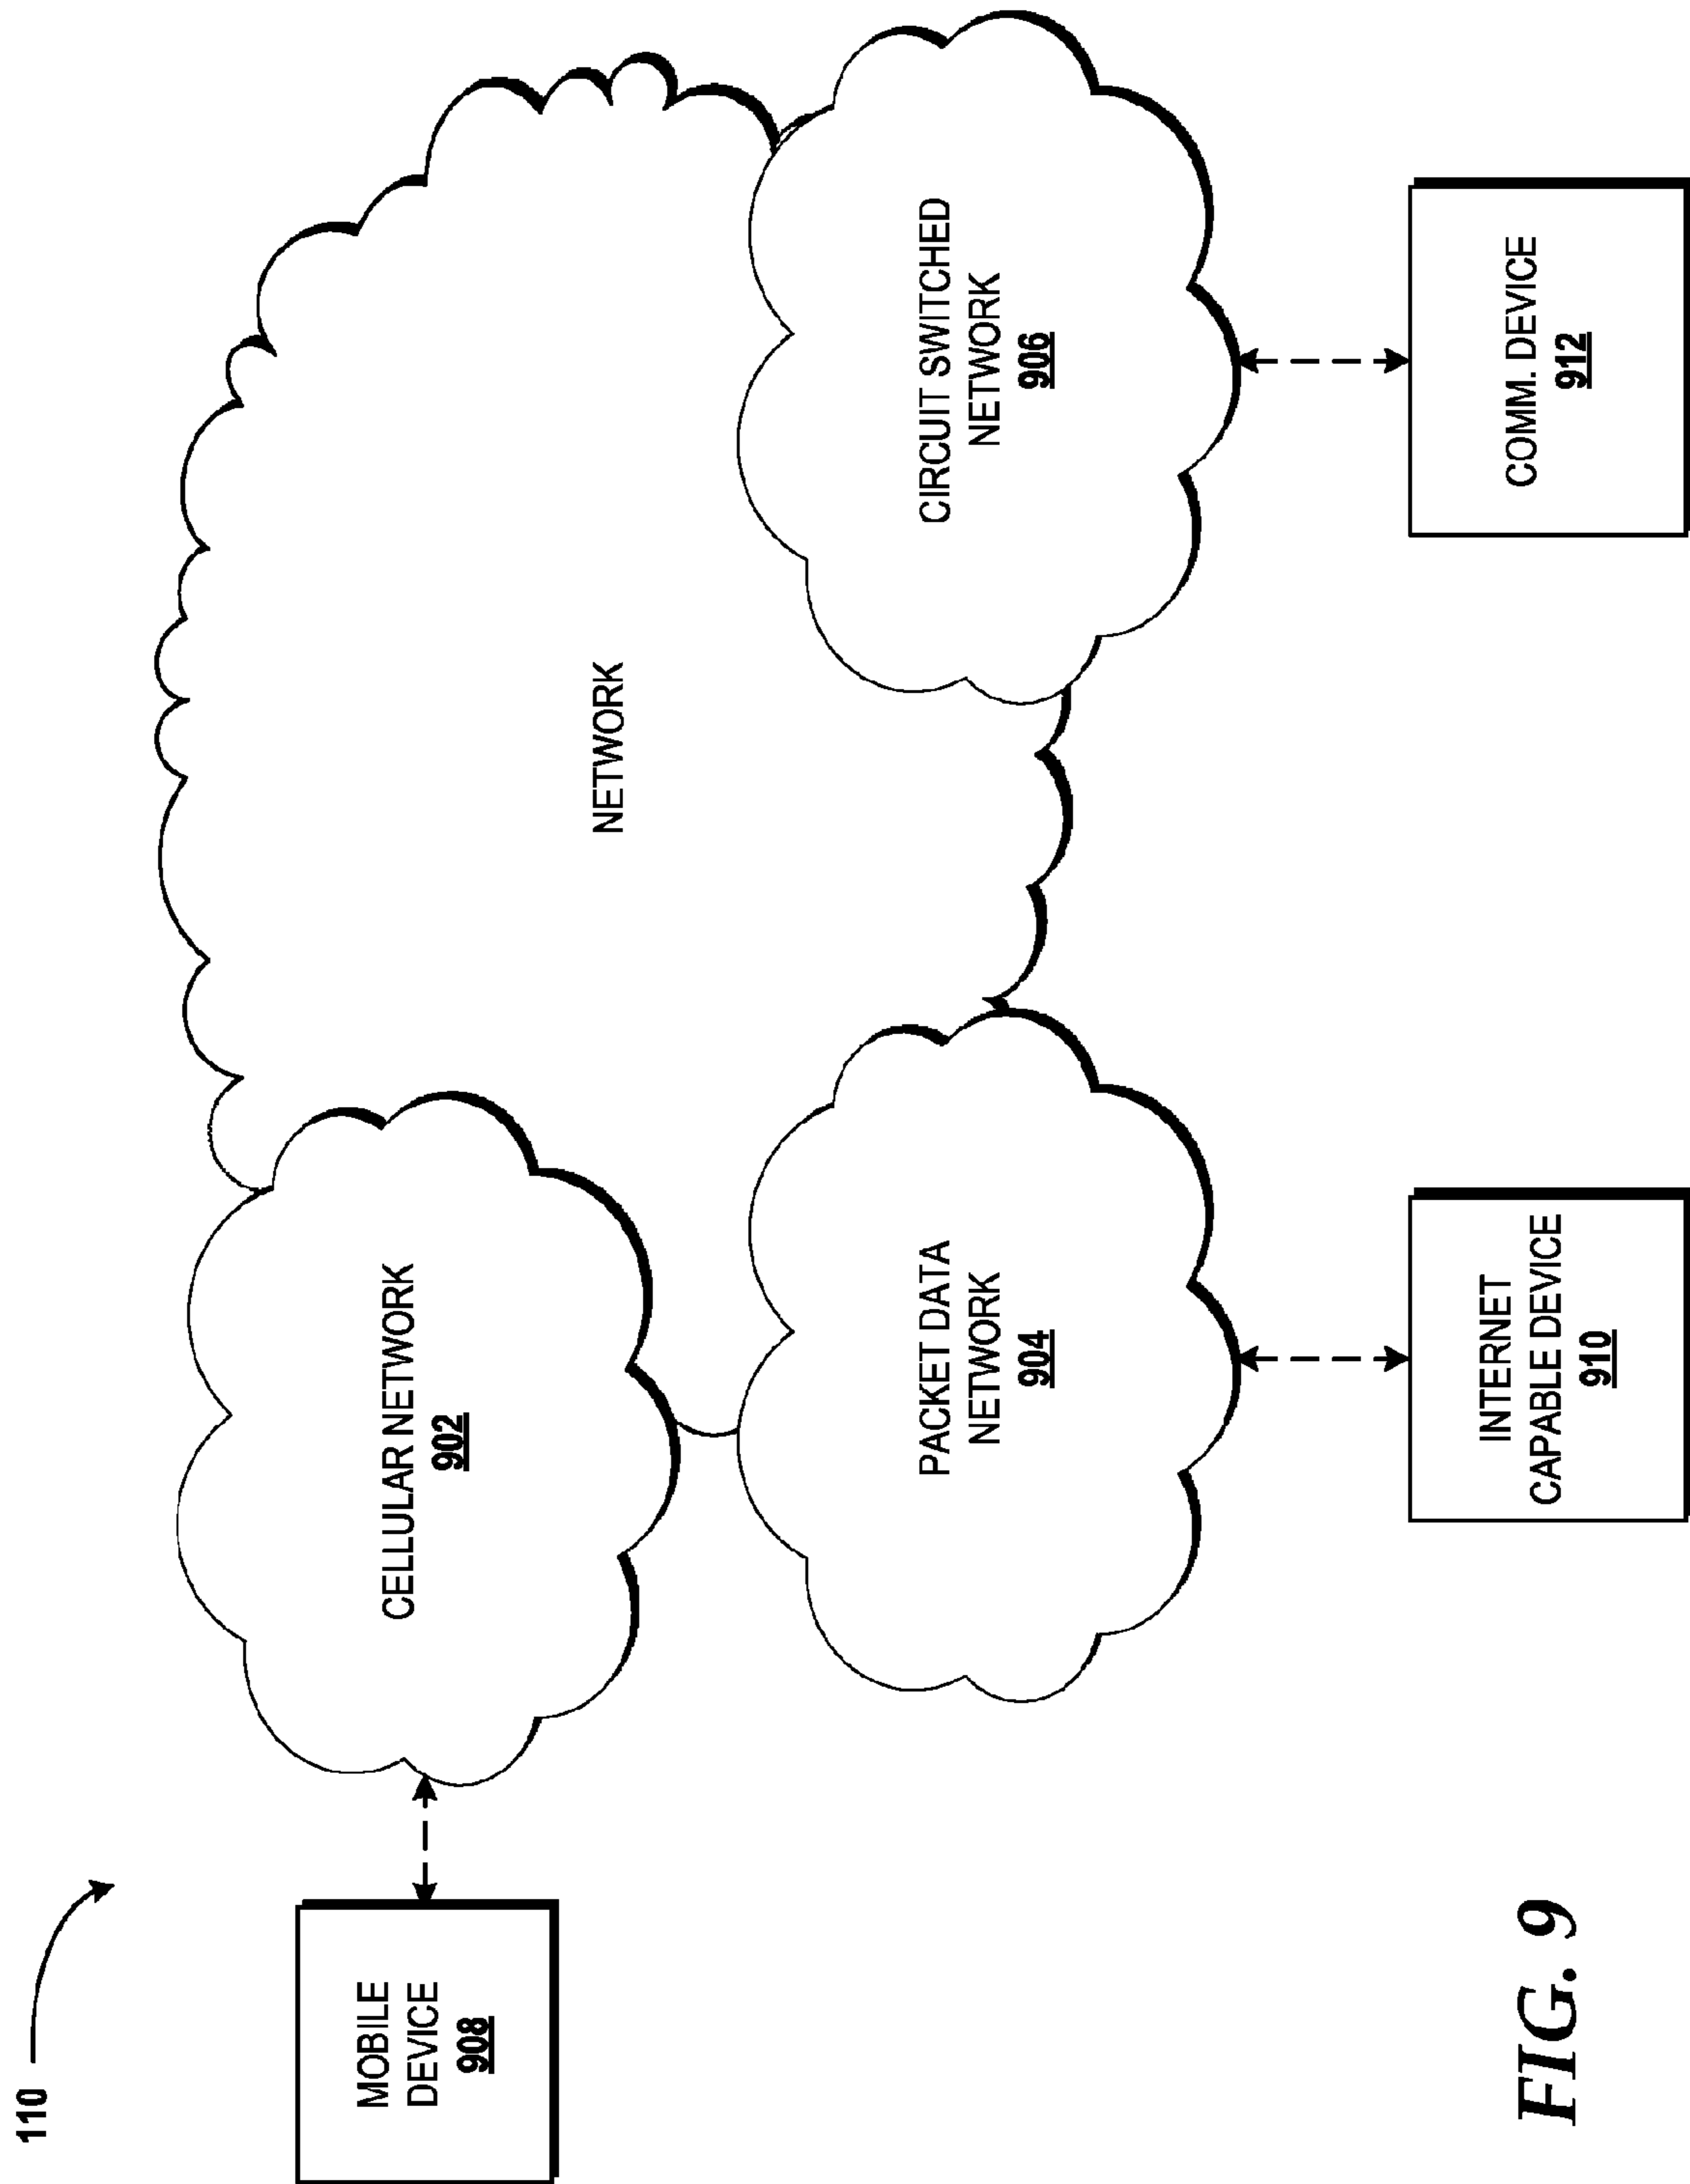 110
MOBILE
DEVICE
908
CELLULAR NETWORK
902
NETWORK
PACKET DATA
NETWORK
904
CIRCUIT SWITCHED
NETWORK
906
INTERNET
CAPABLE DEVICE
910
COMM. DEVICE
912
FIG. 9